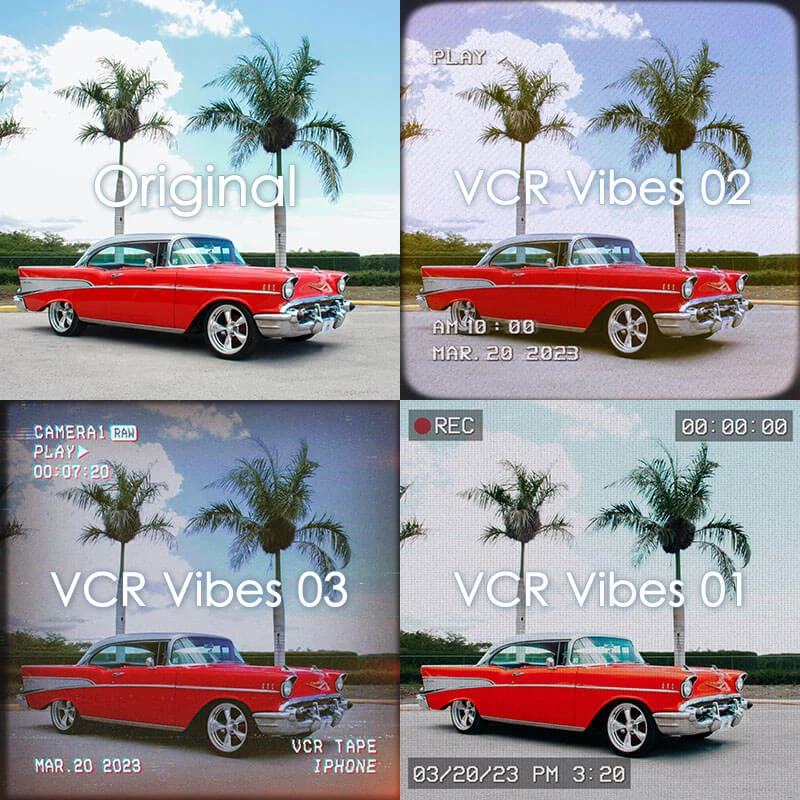 Original
PLAY
VCR Vibes 02
AM 10:00
MAR. 20 2023
CAMERA1 RAW
PLAY
00:07:20
VCR Vibes 03
VCR TAPE
MAR.20 2023 IPHONE
REC 00:00:00
VCR Vibes 01
03/20/23 PM 3:20